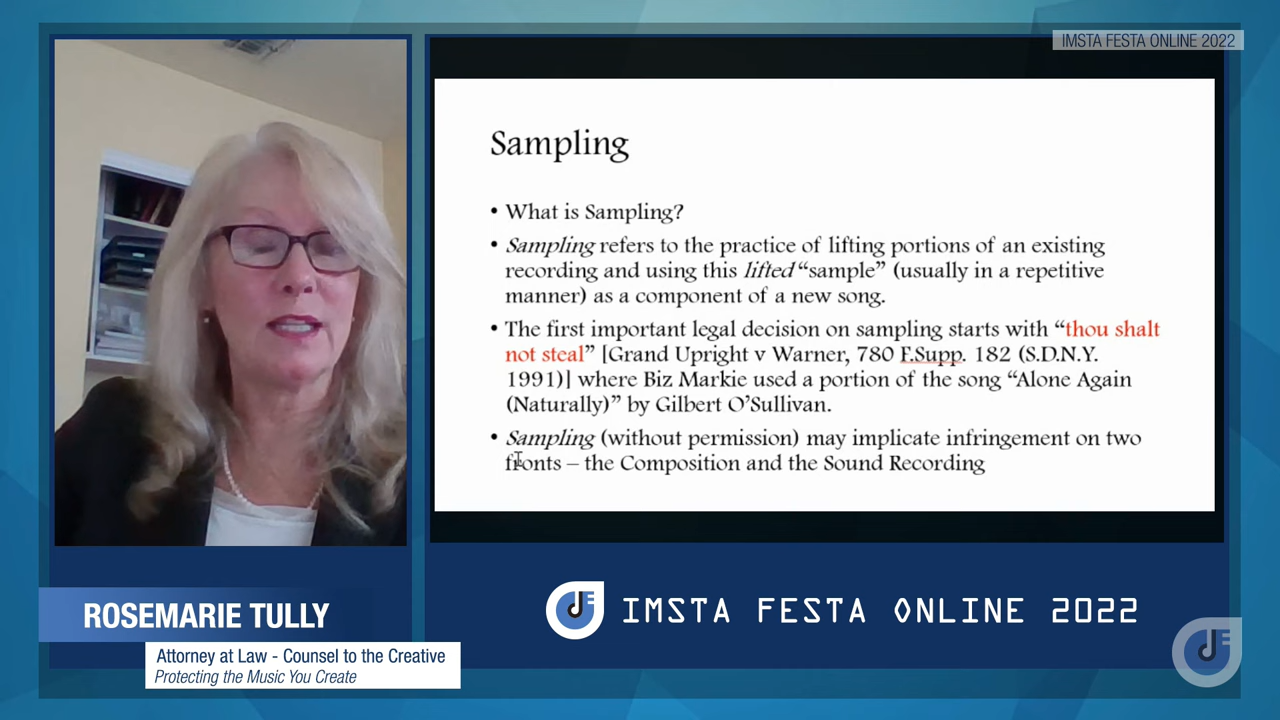 IMSTA FESTA ONLINE 2022
Sampling
• What is Sampling?
• Sampling refers to the practice of lifting portions of an existing
recording and using this lifted “sample” (usually in a repetitive
manner) as a component of a new song.
• The first important legal decision on sampling starts with “thou shalt
not steal” [Grand Upright v Warner, 780 F.Supp. 182 (S.D.N.Y.
1991)] where Biz Markie used a portion of the song “Alone Again
(Naturally)” by Gilbert O’Sullivan.
• Sampling (without permission) may implicate infringement on two
fronts – the Composition and the Sound Recording
ROSEMARIE TULLY
Attorney at Law - Counsel to the Creative
Protecting the Music You Create
IMSTA FESTA ONLINE 2022